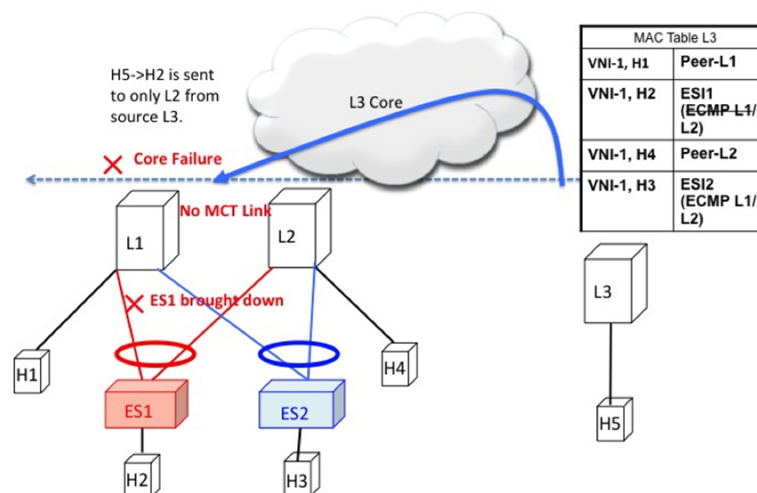 MAC Table L3
VNI-1, H1 Peer-L1
VNI-1, H2 ESI1
(ECMP L1/
L2)
VNI-1, H4 Peer-L2
VNI-1, H3 ESI2
(ECMP L1/
L2)
H5->H2 is sent
to only L2 from
source L3.
L3 Core
Core Failure
No MCT Link
L1
L2
L3
ES1 brought down
H1
H4
ES1
ES2
H5
H2
H3